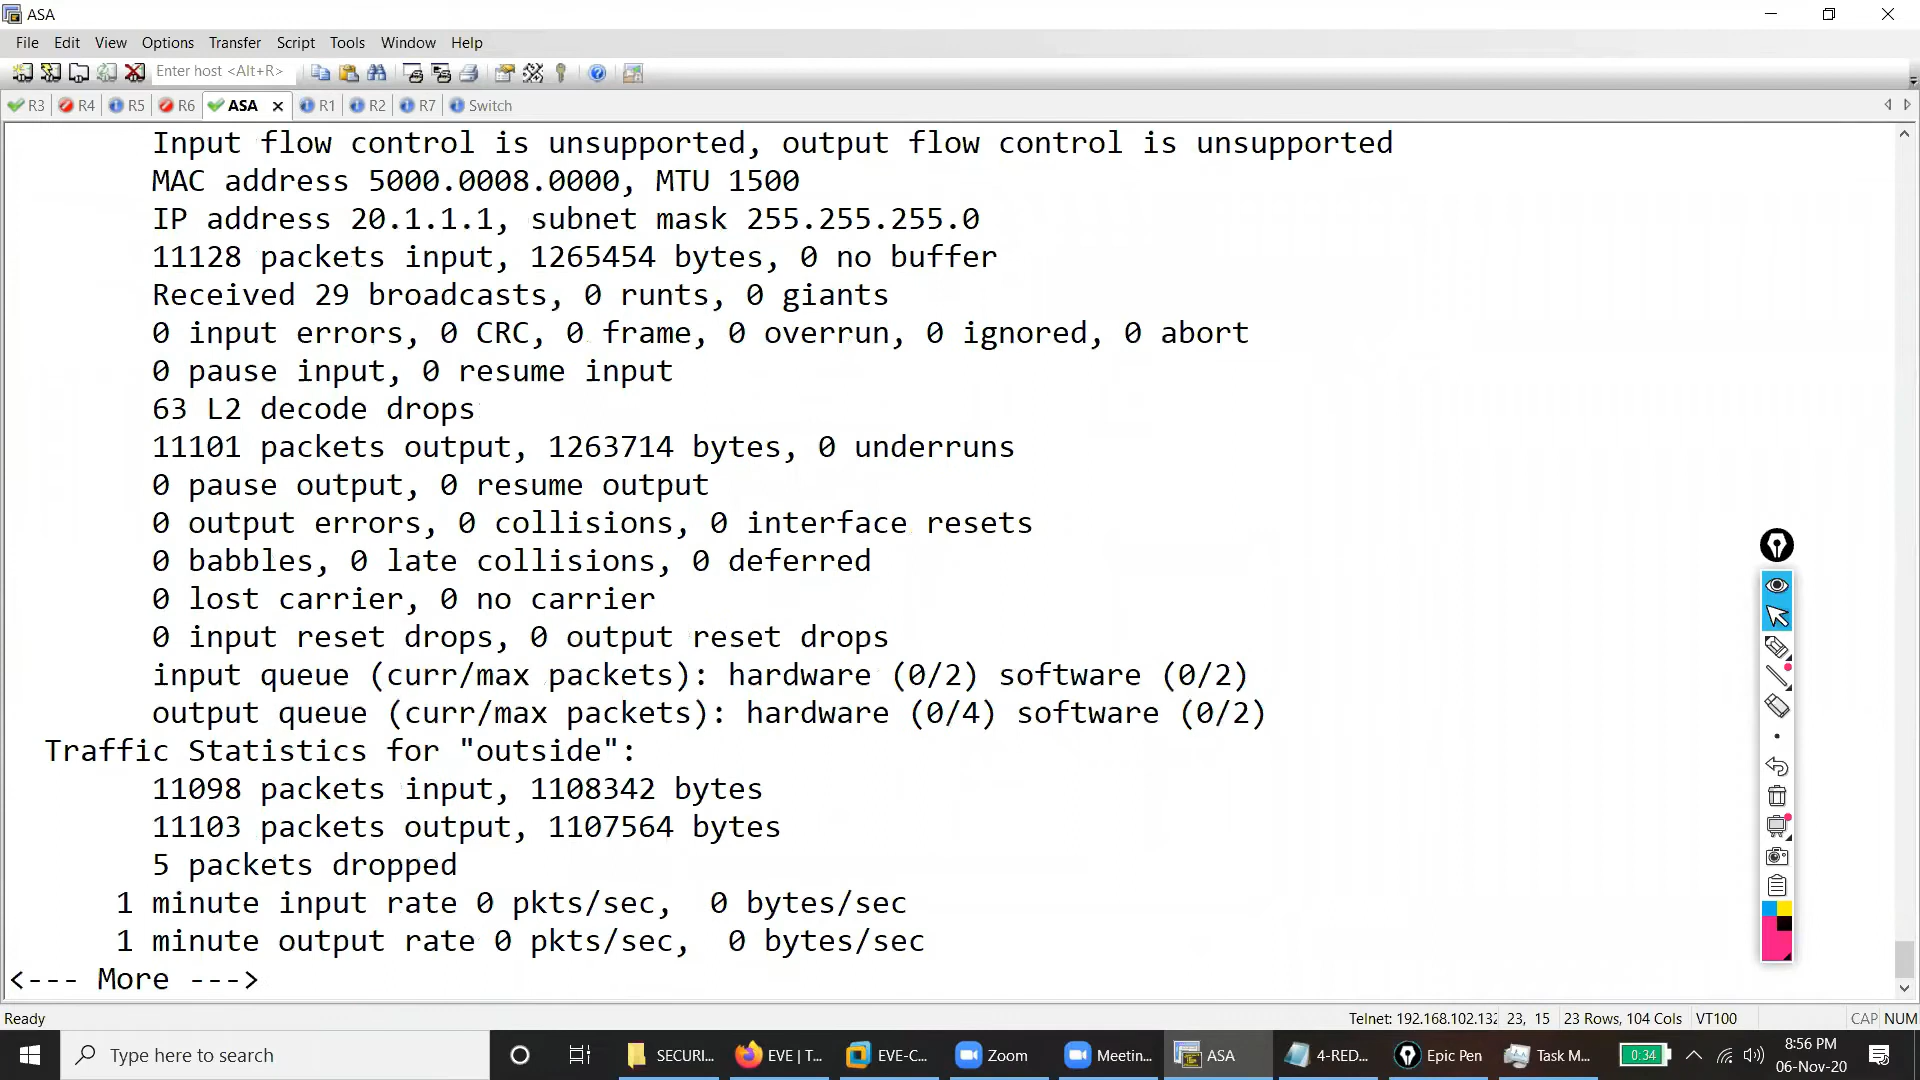 ASA
File Edit View Options Transfer Script Tools Window Help
Enter host <Alt+R>
R3 R4 R5 R6 ASA R1 R2 R7 Switch
Input flow control is unsupported, output flow control is unsupported
MAC address 5000.0008.0000, MTU 1500
IP address 20.1.1.1, subnet mask 255.255.255.0
11128 packets input, 1265454 bytes, 0 no buffer
Received 29 broadcasts, 0 runts, 0 giants
0 input errors, 0 CRC, 0 frame, 0 overrun, 0 ignored, 0 abort
0 pause input, 0 resume input
63 L2 decode drops
11101 packets output, 1263714 bytes, 0 underruns
0 pause output, 0 resume output
0 output errors, 0 collisions, 0 interface resets
0 babbles, 0 late collisions, 0 deferred
0 lost carrier, 0 no carrier
0 input reset drops, 0 output reset drops
input queue (curr/max packets): hardware (0/2) software (0/2)
output queue (curr/max packets): hardware (0/4) software (0/2)
Traffic Statistics for "outside":
11098 packets input, 1108342 bytes
11103 packets output, 1107564 bytes
5 packets dropped
1 minute input rate 0 pkts/sec, 0 bytes/sec
1 minute output rate 0 pkts/sec, 0 bytes/sec
<--- More --->
Ready Telnet: 192.168.102.132 23, 15 23 Rows, 104 Cols VT100 CAP NUM
Type here to search SECURI... EVE | T... EVE-C... Zoom Meetin... ASA 4-RED... Epic Pen Task M... 0:34 8:56 PM
06-Nov-20